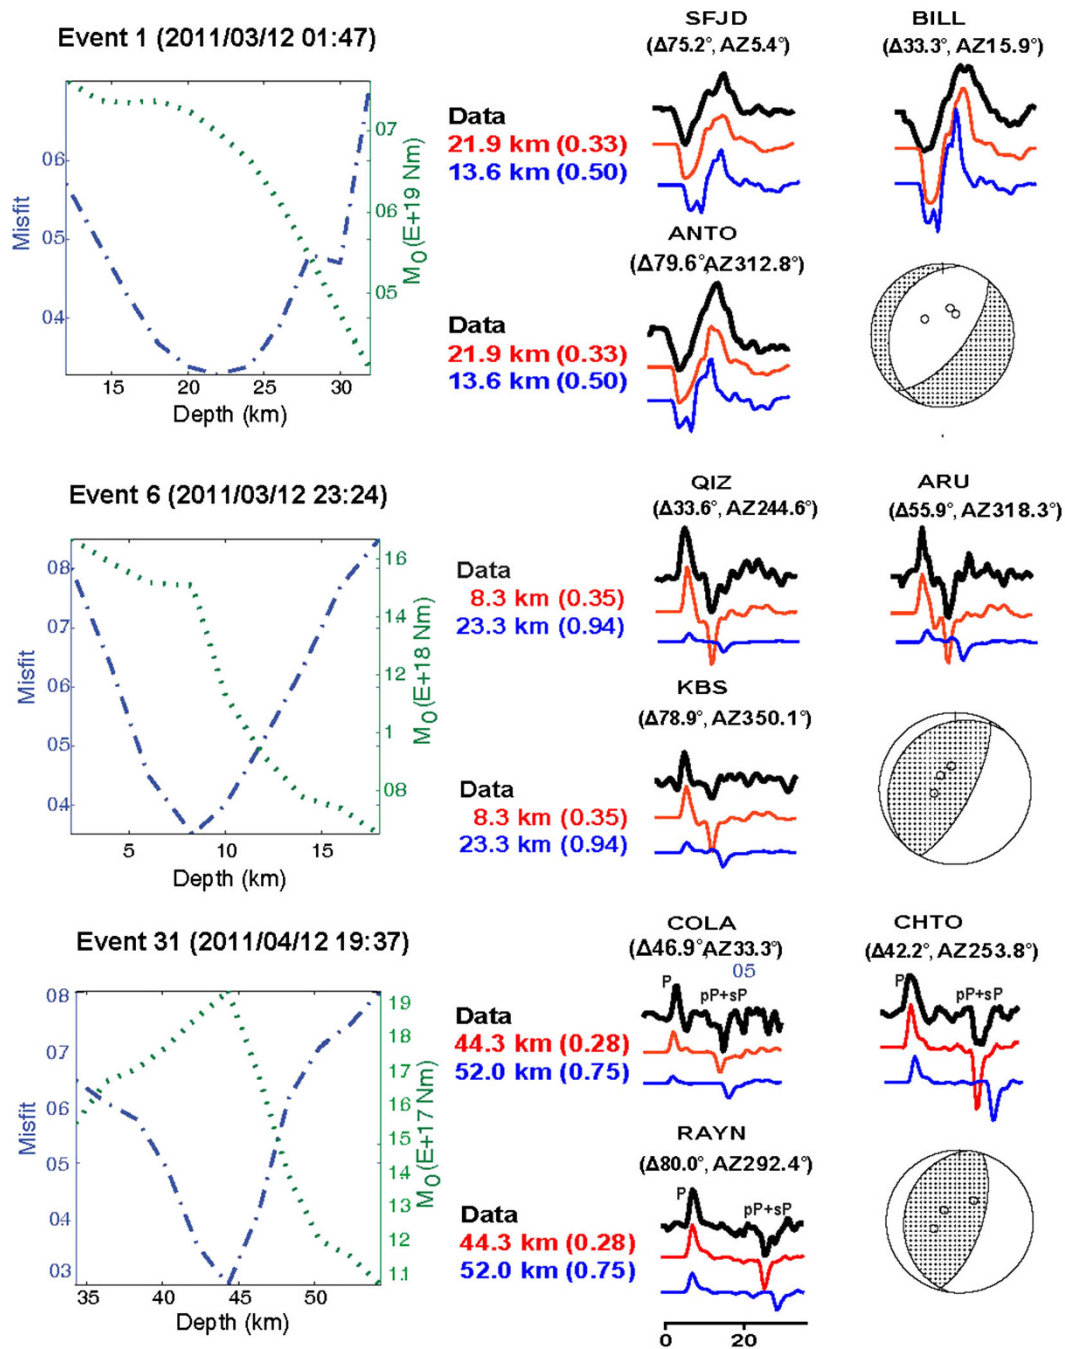 Event 1 (2011/03/12 01:47)
06
05
04
Misfit
07
06
05
M0(E+19 Nm)
15 20 25 30
Depth (km)
SFJD
(Δ75.2°, AZ5.4°)
BILL
(Δ33.3°, AZ15.9°)
Data
21.9 km (0.33)
13.6 km (0.50)
ANTO
(Δ79.6°,AZ312.8°)
Data
21.9 km (0.33)
13.6 km (0.50)
Event 6 (2011/03/12 23:24)
08
07
06
05
04
Misfit
16
14
12
1
08
M0(E+18 Nm)
5 10 15
Depth (km)
QIZ
(Δ33.6°, AZ244.6°)
ARU
(Δ55.9°, AZ318.3°)
Data
8.3 km (0.35)
23.3 km (0.94)
KBS
(Δ78.9°, AZ350.1°)
Data
8.3 km (0.35)
23.3 km (0.94)
Event 31 (2011/04/12 19:37)
08
07
06
05
04
03
Misfit
19
18
17
16
15
14
13
12
11
M0(E+17 Nm)
35 40 45 50
Depth (km)
COLA
(Δ46.9°,AZ33.3°)
05
P
pP+sP
CHTO
(Δ42.2°, AZ253.8°)
P
pP+sP
Data
44.3 km (0.28)
52.0 km (0.75)
RAYN
(Δ80.0°, AZ292.4°)
P
pP+sP
Data
44.3 km (0.28)
52.0 km (0.75)
0 20